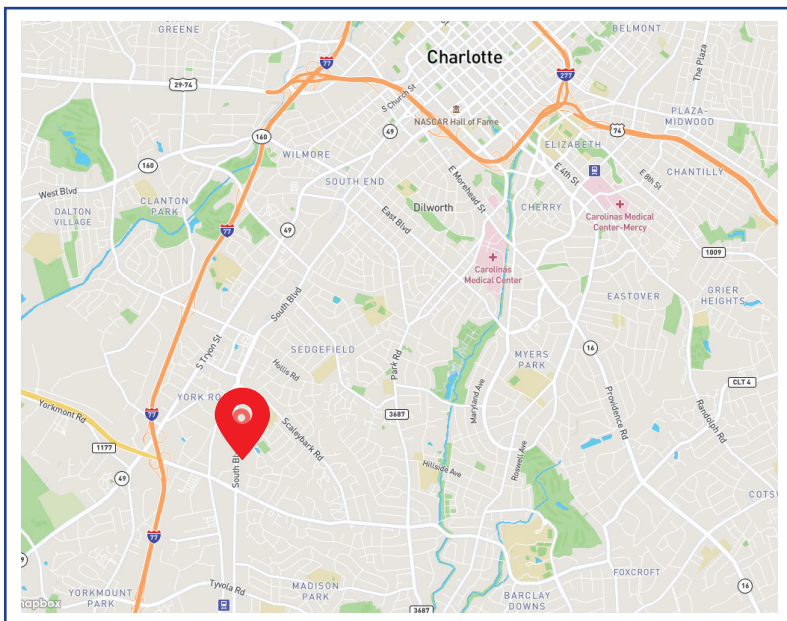 GREENE
77
Charlotte
BELMONT
The Plaza
29-74
277
S Church St
NASCAR Hall of Fame
PLAZA-
MIDWOOD
160
49
74
WILMORE
ELIZABETH
160
SOUTH END
E Morehead St
E 4th St
E 8th St
CHANTILLY
West Blvd
CLANTON
PARK
DALTON
VILLAGE
East Blvd
Dilworth
CHERRY
Carolinas Medical
Center-Mercy
77
49
1009
Carolinas
Medical Center
South Blvd
EASTOVER
GRIER
HEIGHTS
S Tryon St
SEDGEFIELD
16
Hollis Rd
Park Rd
MYERS
PARK
CLT 4
YORK RO
Maryland Ave
Providence Rd
Randolph Rd
Yorkmont Rd
77
3687
Scaleybark Rd
1177
South Bl
Hillside Ave
Roswell Ave
49
COTS
77
FOXCROFT
16
Tyvola Rd
YORKMOUNT
PARK
MADISON
PARK
BARCLAY
DOWNS
3687
mapbox